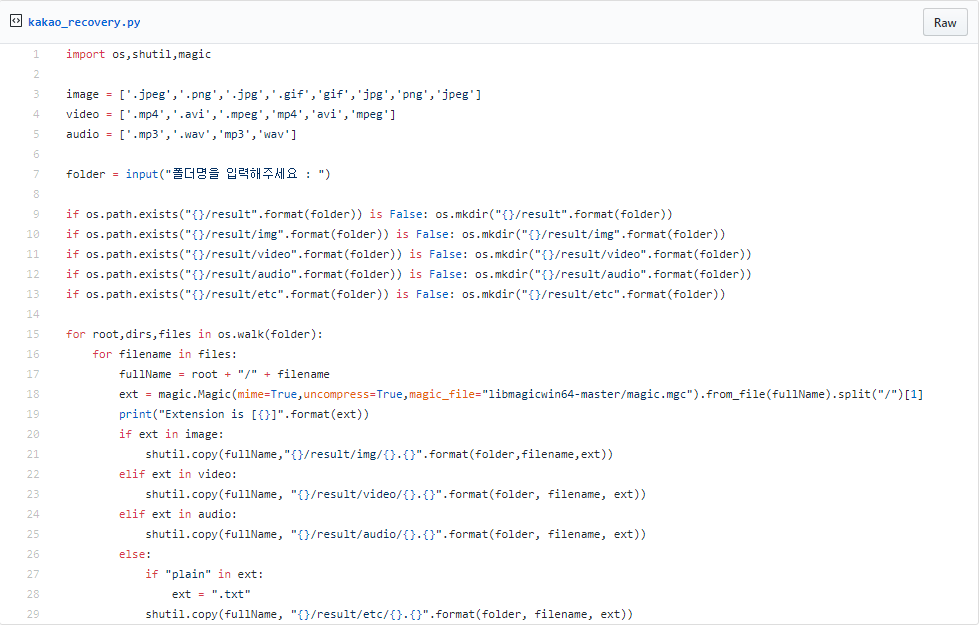 kakao_recovery.py
Raw
1 import os,shutil,magic
2
3 image = ['.jpeg','.png','.jpg','.gif','gif','jpg','png','jpeg']
4 video = ['.mp4','.avi','.mpeg','mp4','avi','mpeg']
5 audio = ['.mp3','.wav','mp3','wav']
6
7 folder = input("폴더명을 입력해주세요 : ")
8
9 if os.path.exists("{}/result".format(folder)) is False: os.mkdir("{}/result".format(folder))
10 if os.path.exists("{}/result/img".format(folder)) is False: os.mkdir("{}/result/img".format(folder))
11 if os.path.exists("{}/result/video".format(folder)) is False: os.mkdir("{}/result/video".format(folder))
12 if os.path.exists("{}/result/audio".format(folder)) is False: os.mkdir("{}/result/audio".format(folder))
13 if os.path.exists("{}/result/etc".format(folder)) is False: os.mkdir("{}/result/etc".format(folder))
14
15 for root,dirs,files in os.walk(folder):
16     for filename in files:
17         fullName = root + "/" + filename
18         ext = magic.Magic(mime=True,uncompress=True,magic_file="libmagicwin64-master/magic.mgc").from_file(fullName).split("/")[1]
19         print("Extension is [{}]".format(ext))
20         if ext in image:
21             shutil.copy(fullName,"{}/result/img/{}.{}".format(folder,filename,ext))
22         elif ext in video:
23             shutil.copy(fullName, "{}/result/video/{}.{}".format(folder, filename, ext))
24         elif ext in audio:
25             shutil.copy(fullName, "{}/result/audio/{}.{}".format(folder, filename, ext))
26         else:
27             if "plain" in ext:
28                 ext = ".txt"
29             shutil.copy(fullName, "{}/result/etc/{}.{}".format(folder, filename, ext))